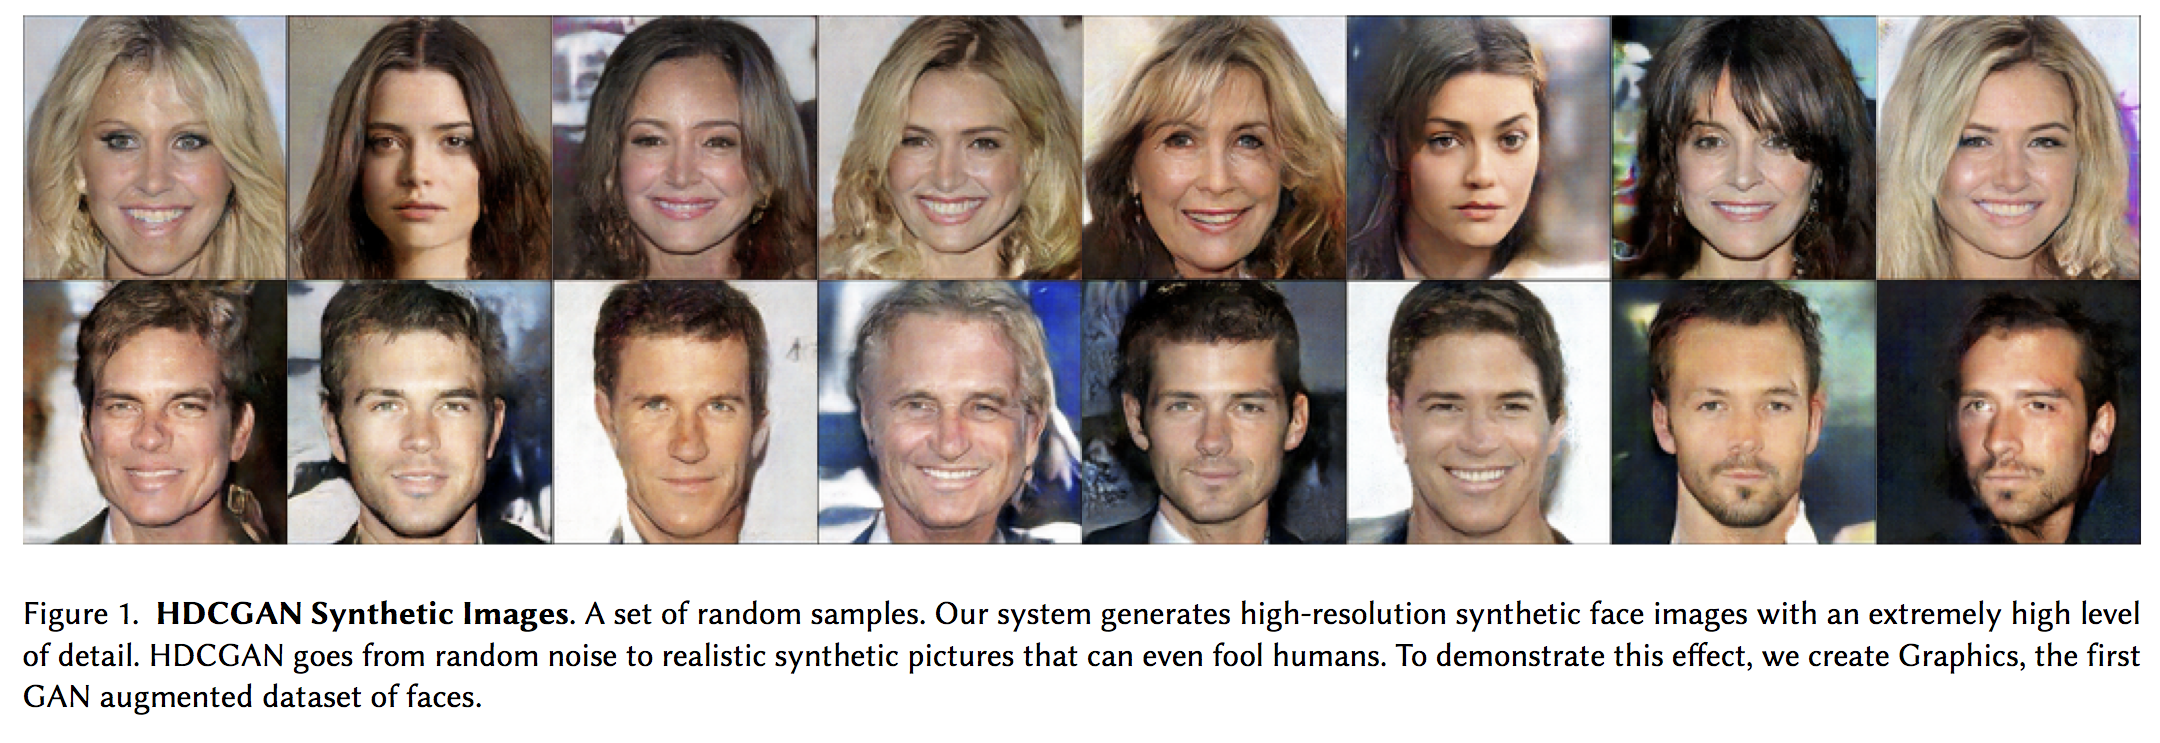 Figure 1. HDCGAN Synthetic Images. A set of random samples. Our system generates high-resolution synthetic face images with an extremely high level
of detail. HDCGAN goes from random noise to realistic synthetic pictures that can even fool humans. To demonstrate this effect, we create Graphics, the first
GAN augmented dataset of faces.